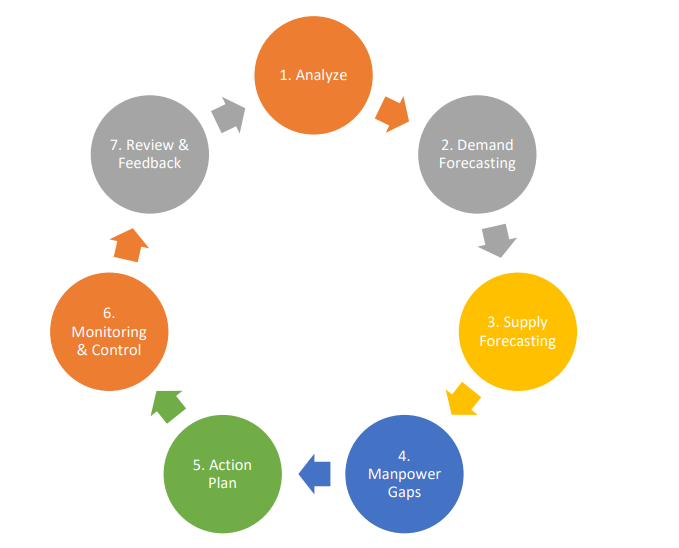 1. Analyze
2. Demand
Forecasting
3. Supply
Forecasting
4.
Manpower
Gaps
5. Action
Plan
6.
Monitoring
& Control
7. Review &
Feedback